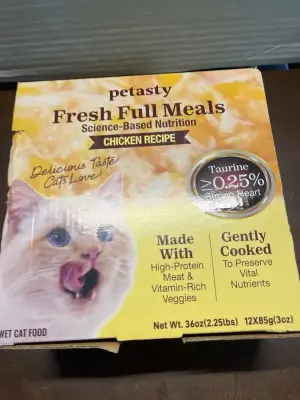 petasty
Fresh Full Meals
Science-Based Nutrition
CHICKEN RECIPE
Delicious Taste
Cats Love!
Taurine
≥0.25%
Strong Heart
Made
With
High-Protein
Meat &
Vitamin-Rich
Veggies
Gently
Cooked
To Preserve
Vital
Nutrients
WET CAT FOOD
Net Wt. 36oz(2.25lbs) 12X85g(3oz)